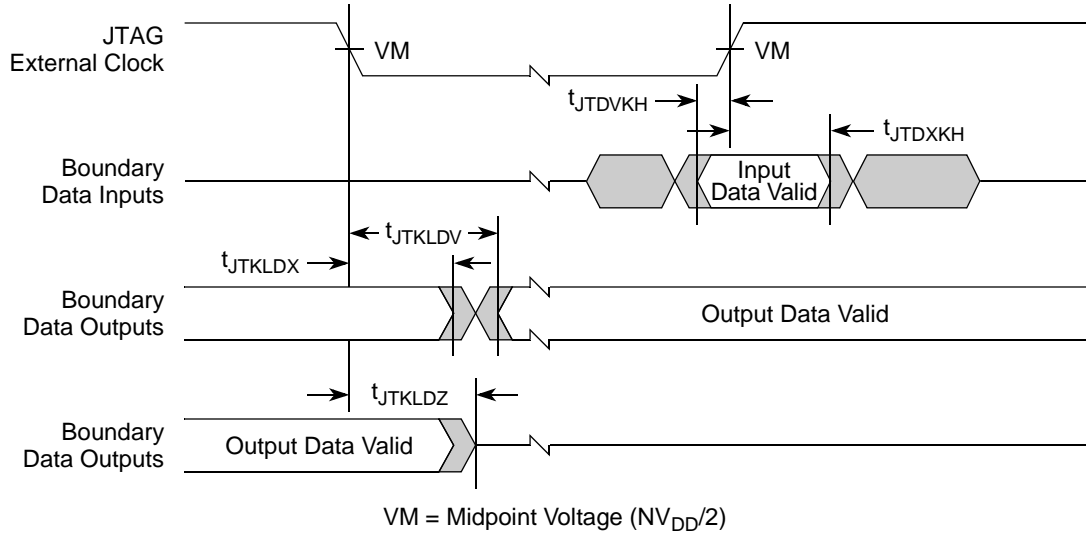 JTAG
External Clock
VM
VM
tJTDVKH
tJTDXKH
Boundary
Data Inputs
Input
Data Valid
tJTKLDV
tJTKLDX
Boundary
Data Outputs
Output Data Valid
tJTKLDZ
Boundary
Data Outputs
Output Data Valid
VM = Midpoint Voltage (NVDD/2)